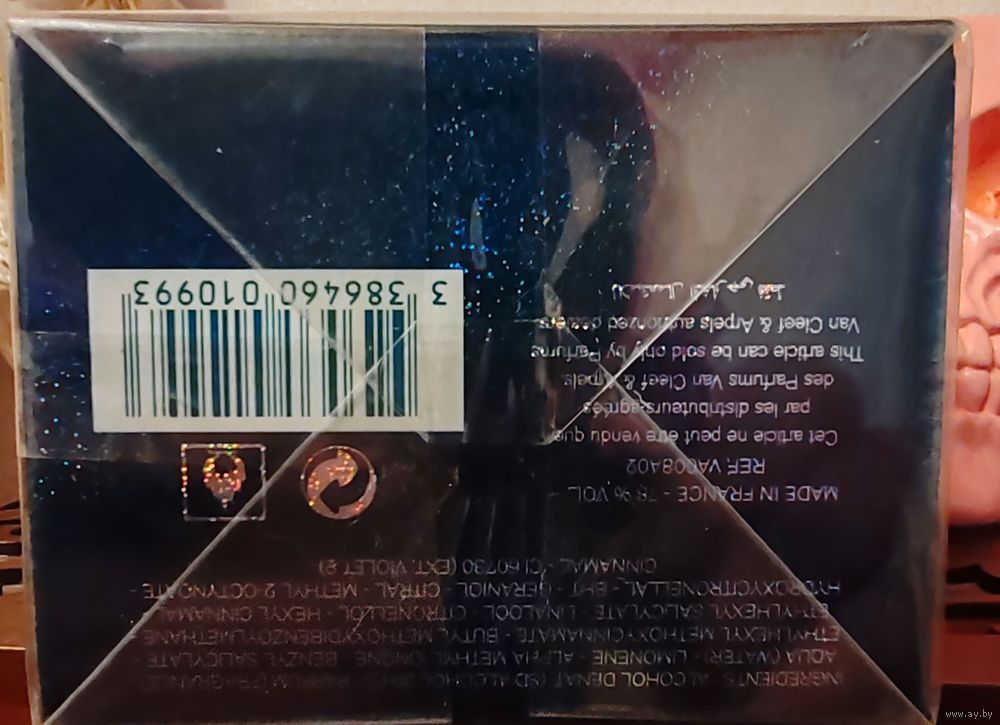 INGREDIENTS : ALCOHOL DENAT (SD ALCOHOL 39-C) - PARFUM (FRAGRANCE) -
AQUA (WATER) - LIMONENE - ALPHA METHYL IONONE - BENZYL SALICYLATE -
ETHYLHEXYL METHOXYCINNAMATE - BUTYL METHOXYDIBENZOYLMETHANE -
ETHYLHEXYL SALICYLATE - LINALOOL - CITRONELLOL - HEXYL CINNAMAL -
HYDROXYCITRONELLAL - BHT - GERANIOL - CITRAL - METHYL 2-OCTYNOATE -
CINNAMAL - CI 60730 (EXT. VIOLET 2)
MADE IN FRANCE - 78 % VOL.
REF. VA008A02
Cet article ne peut être vendu que
par les distributeurs agréés
des Parfums Van Cleef & Arpels
This article can be sold only by Parfums
Van Cleef & Arpels authorized dealers
3 386460 010993
www.ay.by